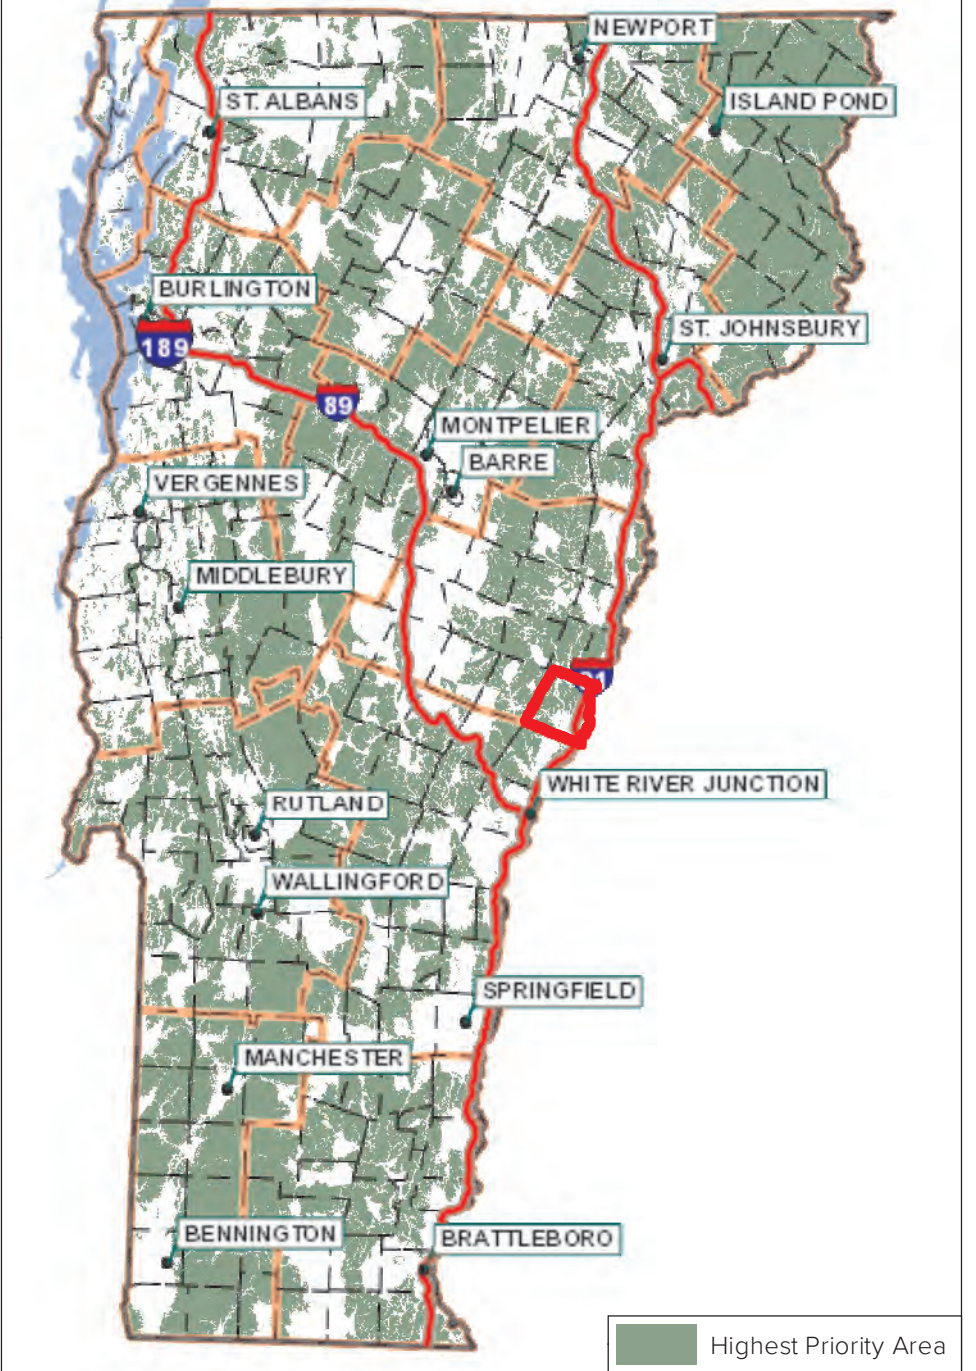 NEWPORT
ST. ALBANS
ISLAND POND
BURLINGTON
189
ST. JOHNSBURY
89
MONTPELIER
BARRE
VERGENNES
MIDDLEBURY
WHITE RIVER JUNCTION
RUTLAND
WALLINGFORD
SPRINGFIELD
MANCHESTER
BENNINGTON
BRATTLEBORO
Highest Priority Area